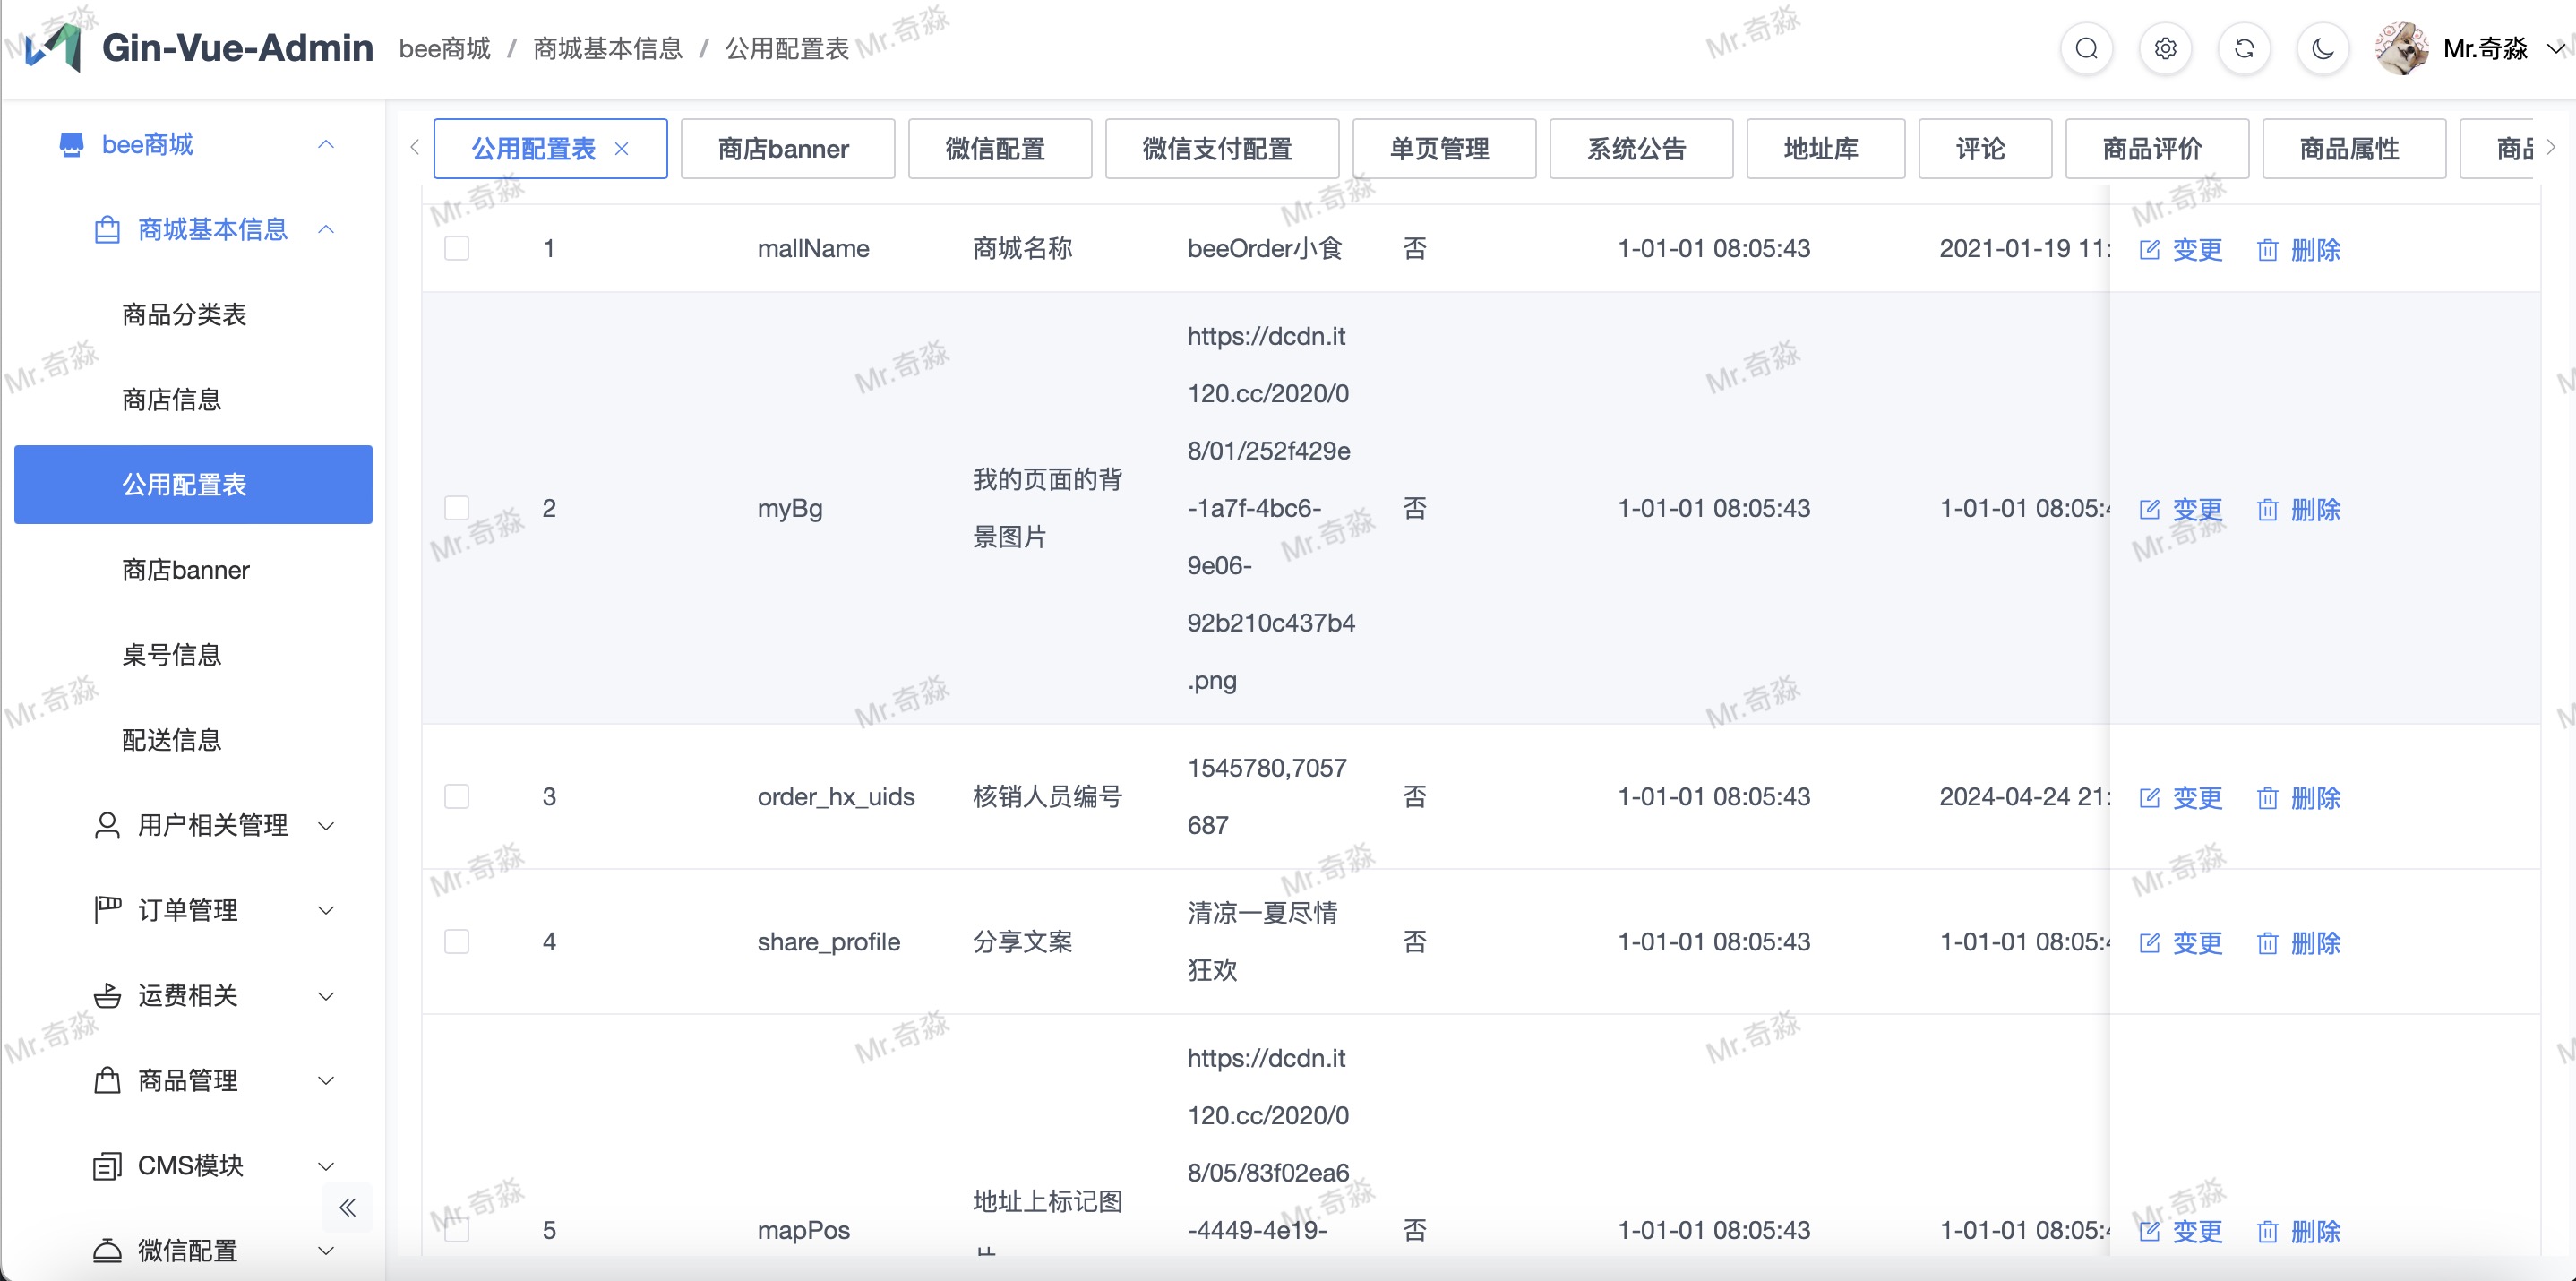 Gin-Vue-Admin
bee商城 / 商城基本信息 / 公用配置表
Mr.奇淼
bee商城
商城基本信息
商品分类表
商店信息
公用配置表
商店banner
桌号信息
配送信息
用户相关管理
订单管理
运费相关
商品管理
CMS模块
微信配置
公用配置表
商店banner
微信配置
微信支付配置
单页管理
系统公告
地址库
评论
商品评价
商品属性
商品
1 mallName 商城名称 beeOrder小食 否 1-01-01 08:05:43 2021-01-19 11: 变更 删除
https://dcdn.it
120.cc/2020/0
8/01/252f429e
-1a7f-4bc6-
9e06-
92b210c437b4
.png
2 myBg
我的页面的背
景图片
否 1-01-01 08:05:43 1-01-01 08:05:4 变更 删除
3 order_hx_uids 核销人员编号
1545780,7057
687
否 1-01-01 08:05:43 2024-04-24 21: 变更 删除
4 share_profile 分享文案
清凉一夏尽情
狂欢
否 1-01-01 08:05:43 1-01-01 08:05:4 变更 删除
https://dcdn.it
120.cc/2020/0
8/05/83f02ea6
-4449-4e19-
5 mapPos
地址上标记图
片
否 1-01-01 08:05:43 1-01-01 08:05:4 变更 删除
Mr.奇淼